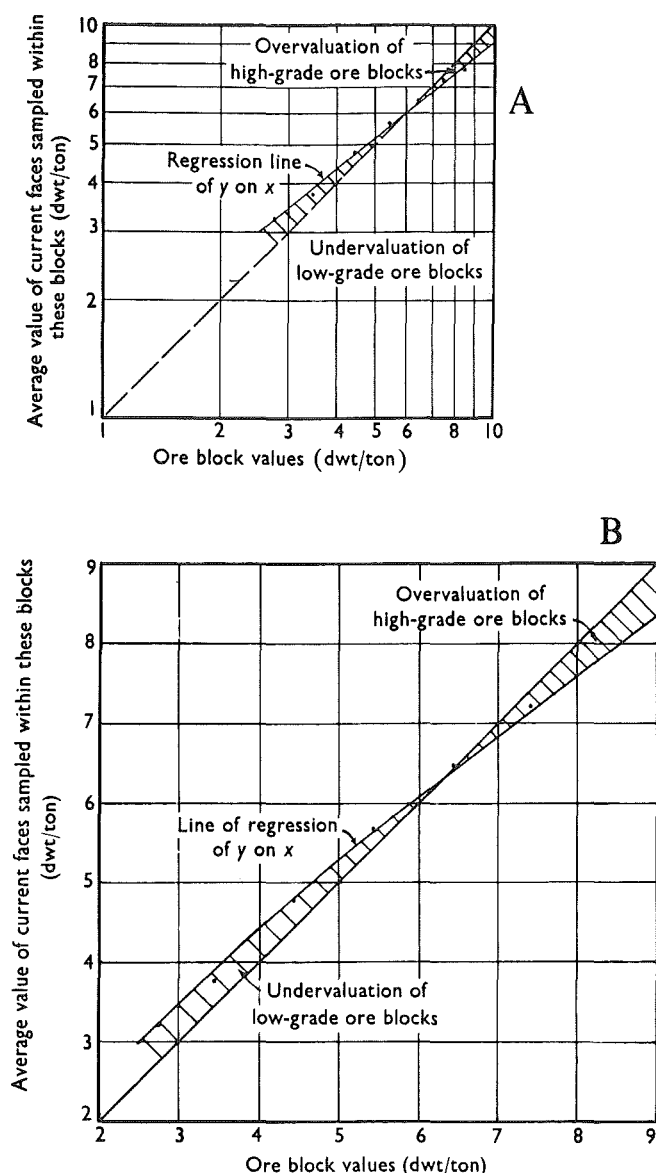 10
9
8
7
6
5
4
3
2
1
Average value of current faces sampled within
these blocks (dwt/ton)
Overvaluation of
high-grade ore blocks
A
Regression line
of y on x
Undervaluation of
low-grade ore blocks
1 2 3 4 5 6 8 10
Ore block values (dwt/ton)
B
9
8
7
6
5
4
3
2
Average value of current faces sampled within these blocks
(dwt/ton)
Overvaluation of
high-grade ore blocks
Line of regression
of y on x
Undervaluation of
low-grade ore blocks
2 3 4 5 6 7 8 9
Ore block values (dwt/ton)